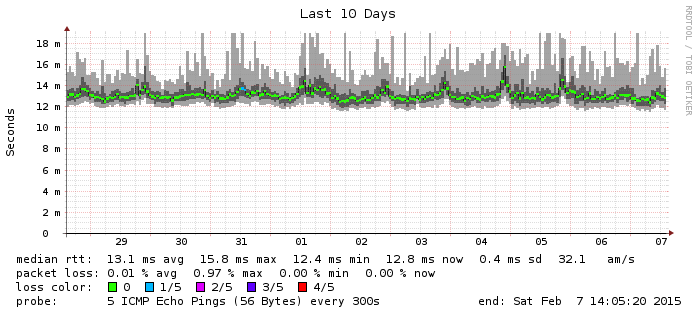 Last 10 Days
RRDTOOL / TOBI OETIKER
Seconds
18 m
16 m
14 m
12 m
10 m
8 m
6 m
4 m
2 m
0
29 30 31 01 02 03 04 05 06 07
median rtt: 13.1 ms avg 15.8 ms max 12.4 ms min 12.8 ms now 0.4 ms sd 32.1 am/s
packet loss: 0.01 % avg 0.97 % max 0.00 % min 0.00 % now
loss color: 0 1/5 2/5 3/5 4/5
probe: 5 ICMP Echo Pings (56 Bytes) every 300s end: Sat Feb 7 14:05:20 2015